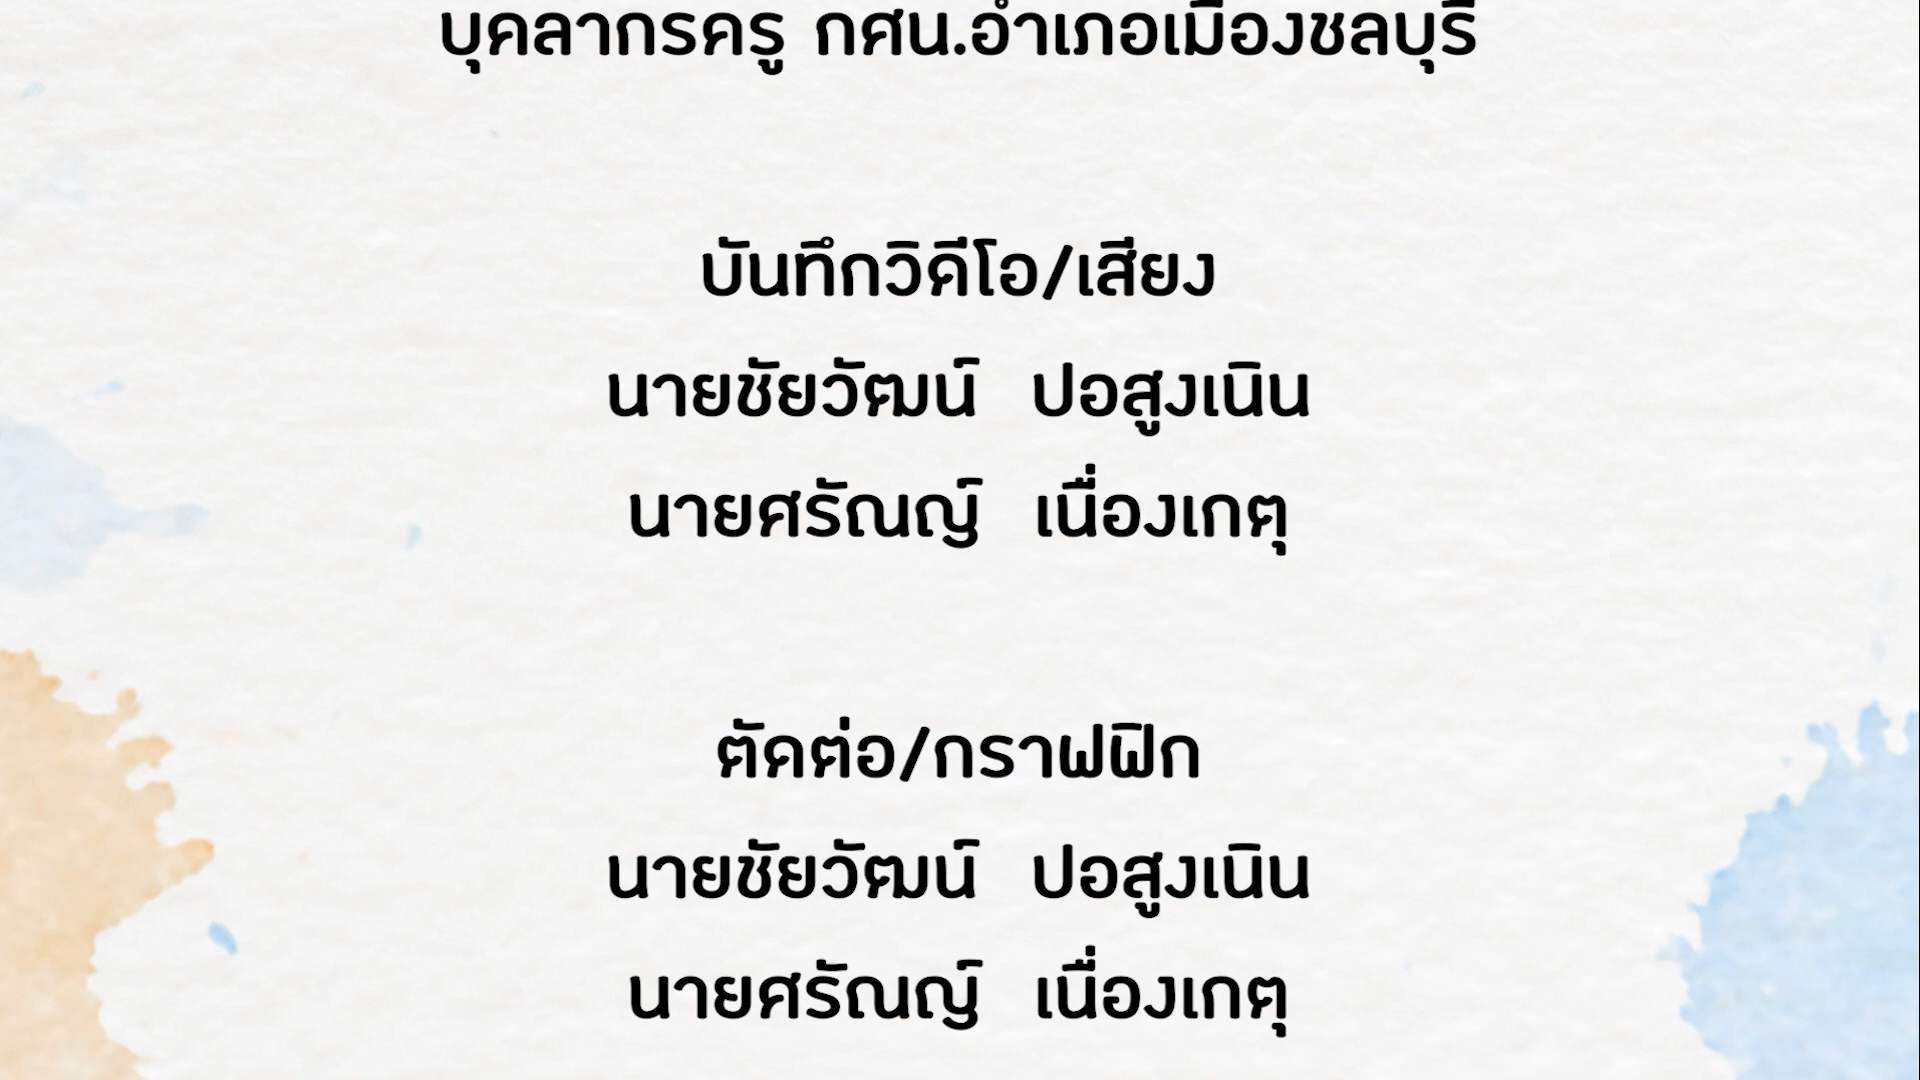 บุคลากรครู กศน.อำเภอเมืองชลบุรี
บันทึกวิดีโอ/เสียง
นายชัยวัฒน์ ปอสูงเนิน
นายศรัณญ์ เนื่องเกตุ
ตัดต่อ/กราฟฟิก
นายชัยวัฒน์ ปอสูงเนิน
นายศรัณญ์ เนื่องเกตุ